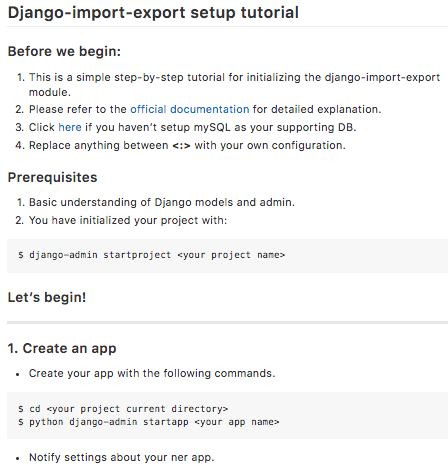 Django-import-export setup tutorial
Before we begin:
1. This is a simple step-by-step tutorial for initializing the django-import-export
module.
2. Please refer to the official documentation for detailed explanation.
3. Click here if you haven't setup mySQL as your supporting DB.
4. Replace anything between <:> with your own configuration.
Prerequisites
1. Basic understanding of Django models and admin.
2. You have initialized your project with:
$ django-admin startproject <your project name>
Let's begin!
1. Create an app
• Create your app with the following commands.
$ cd <your project current directory>
$ python django-admin startapp <your app name>
• Notify settings about your ner app.